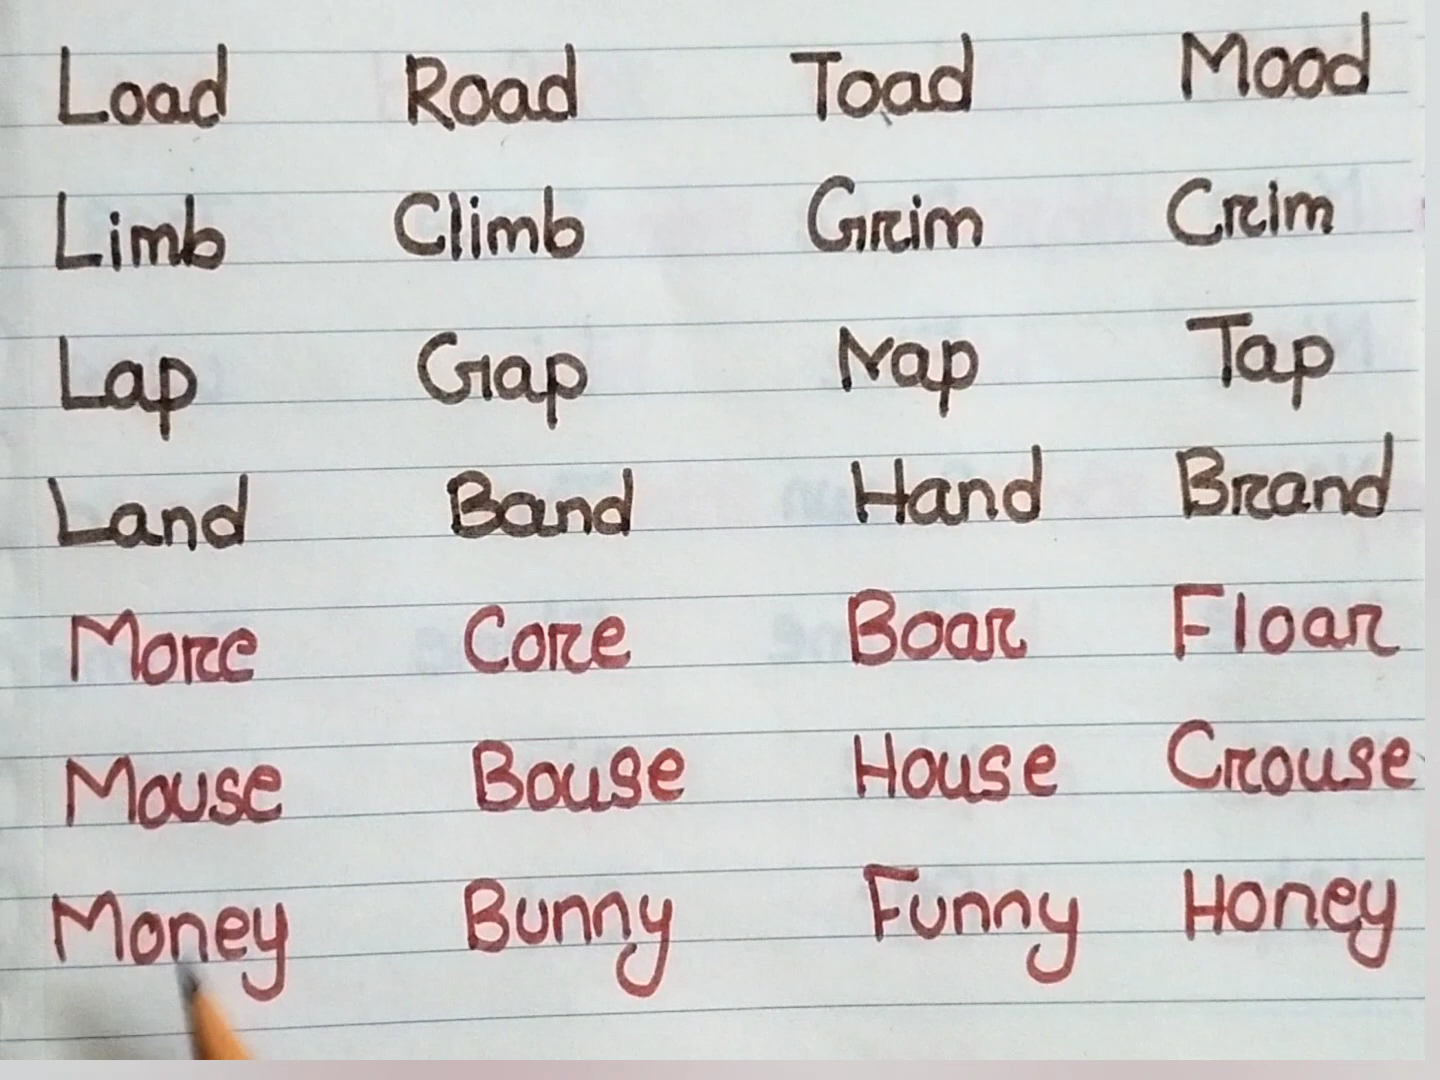 Load Road Toad Mood
Limb Climb Grim Crim
Lap Gap Nap Tap
Land Band Hand Brand
More Core Boar Floar
Mouse Bouse House Crouse
Money Bunny Funny Honey